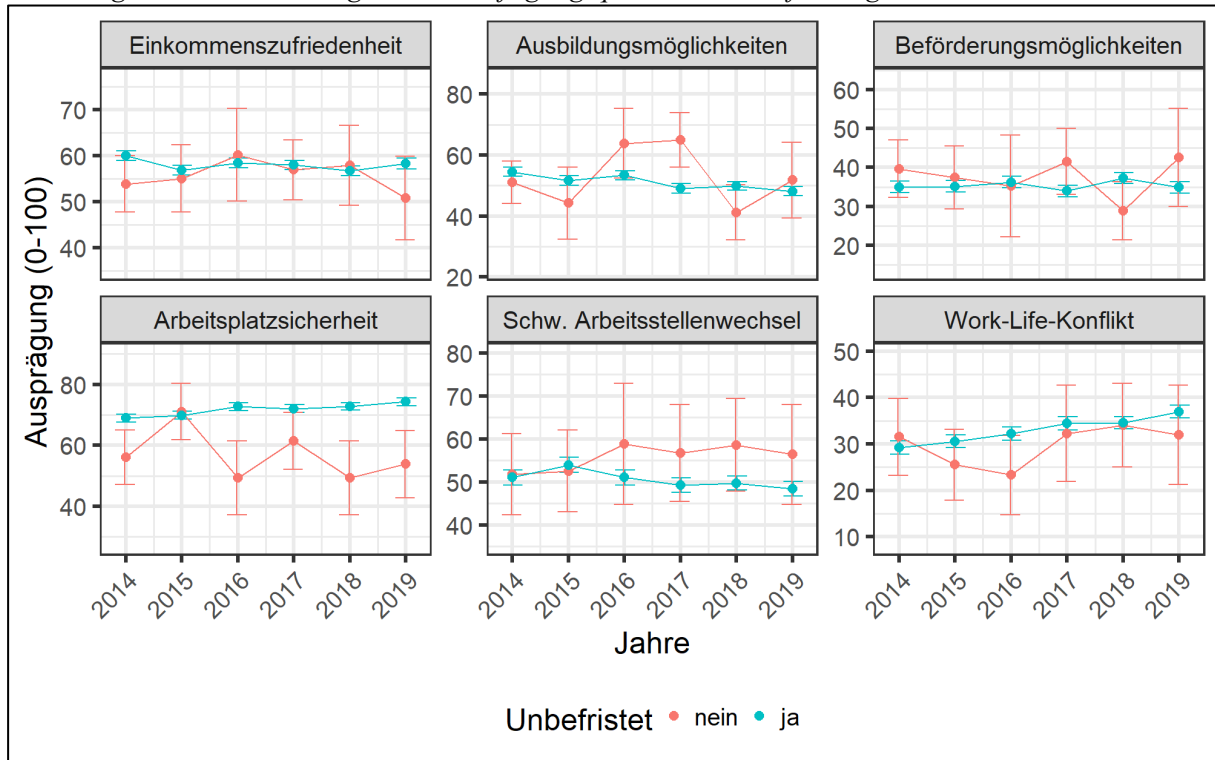 Einkommenszufriedenheit
Ausbildungsmöglichkeiten
Beförderungsmöglichkeiten
70
60
50
40
80
60
40
20
60
50
40
30
20
Arbeitsplatzsicherheit
Schw. Arbeitsstellenwechsel
Work-Life-Konflikt
80
60
40
80
70
60
50
40
50
40
30
20
10
Ausprägung (0-100)
2014 2015 2016 2017 2018 2019
2014 2015 2016 2017 2018 2019
2014 2015 2016 2017 2018 2019
Jahre
Unbefristet nein ja